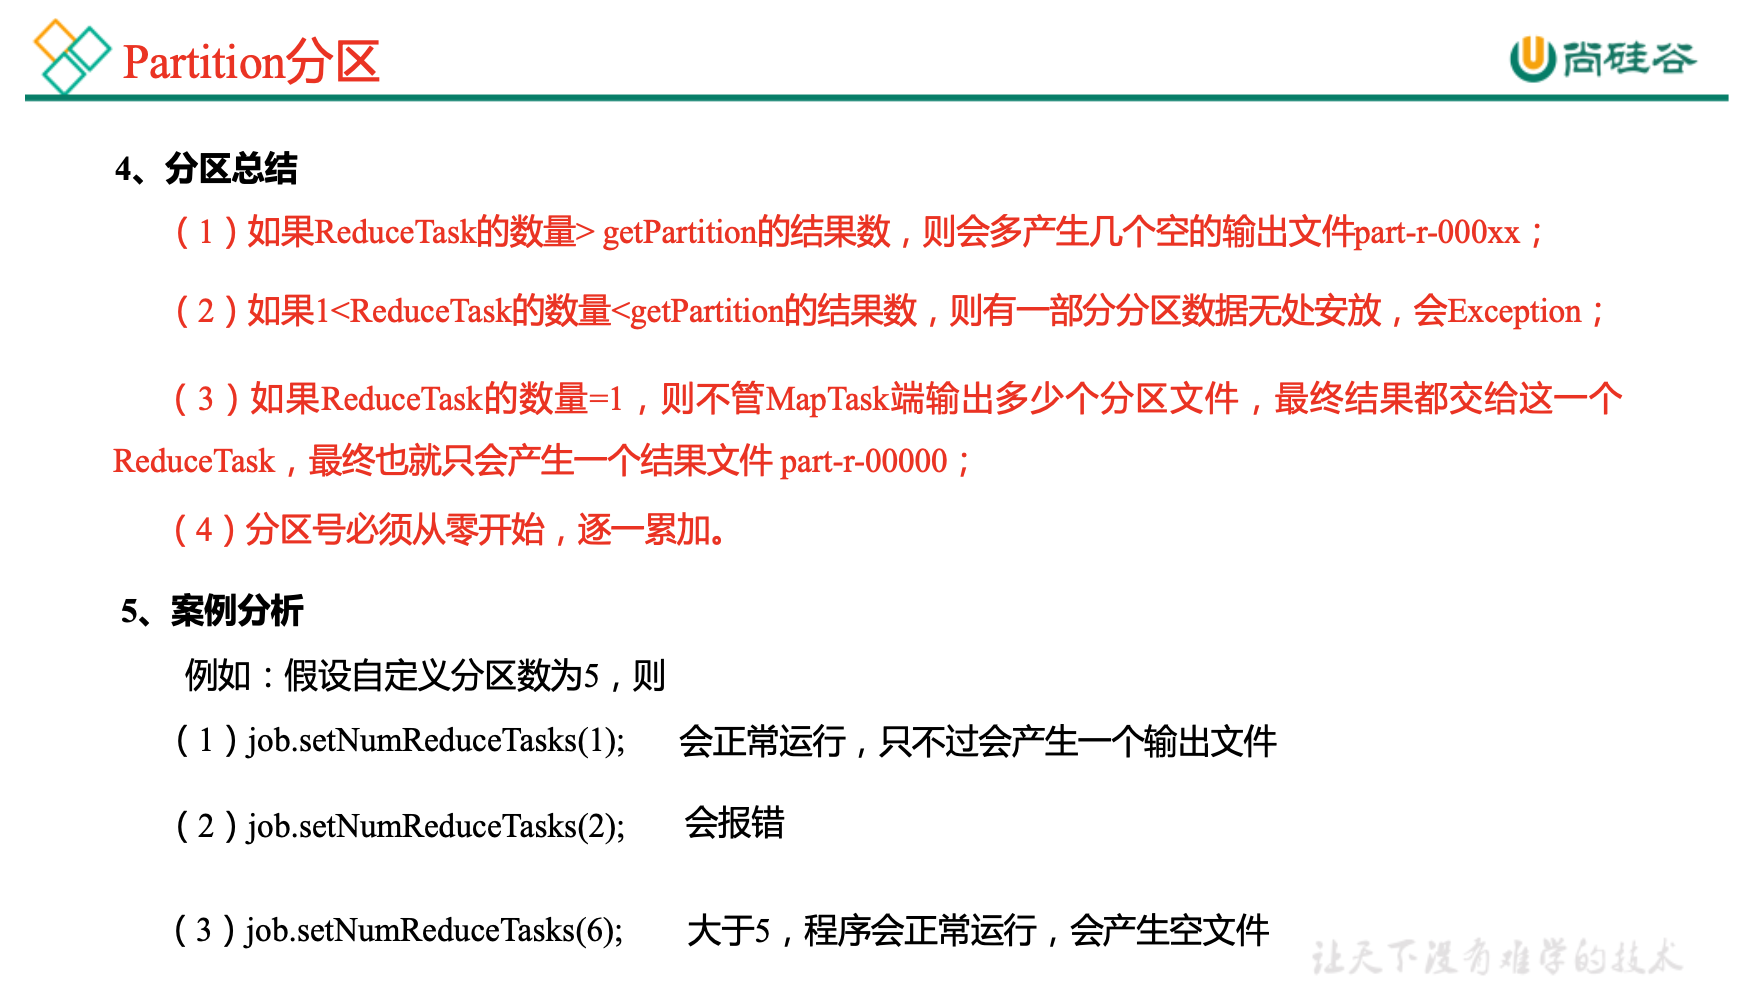 Partition分区
尚硅谷
4、分区总结
（1）如果ReduceTask的数量> getPartition的结果数，则会多产生几个空的输出文件part-r-000xx；
（2）如果1<ReduceTask的数量<getPartition的结果数，则有一部分分区数据无处安放，会Exception；
（3）如果ReduceTask的数量=1，则不管MapTask端输出多少个分区文件，最终结果都交给这一个
ReduceTask，最终也就只会产生一个结果文件 part-r-00000；
（4）分区号必须从零开始，逐一累加。
5、案例分析
例如：假设自定义分区数为5，则
（1）job.setNumReduceTasks(1); 会正常运行，只不过会产生一个输出文件
（2）job.setNumReduceTasks(2); 会报错
（3）job.setNumReduceTasks(6); 大于5，程序会正常运行，会产生空文件
让天下没有难学的技术